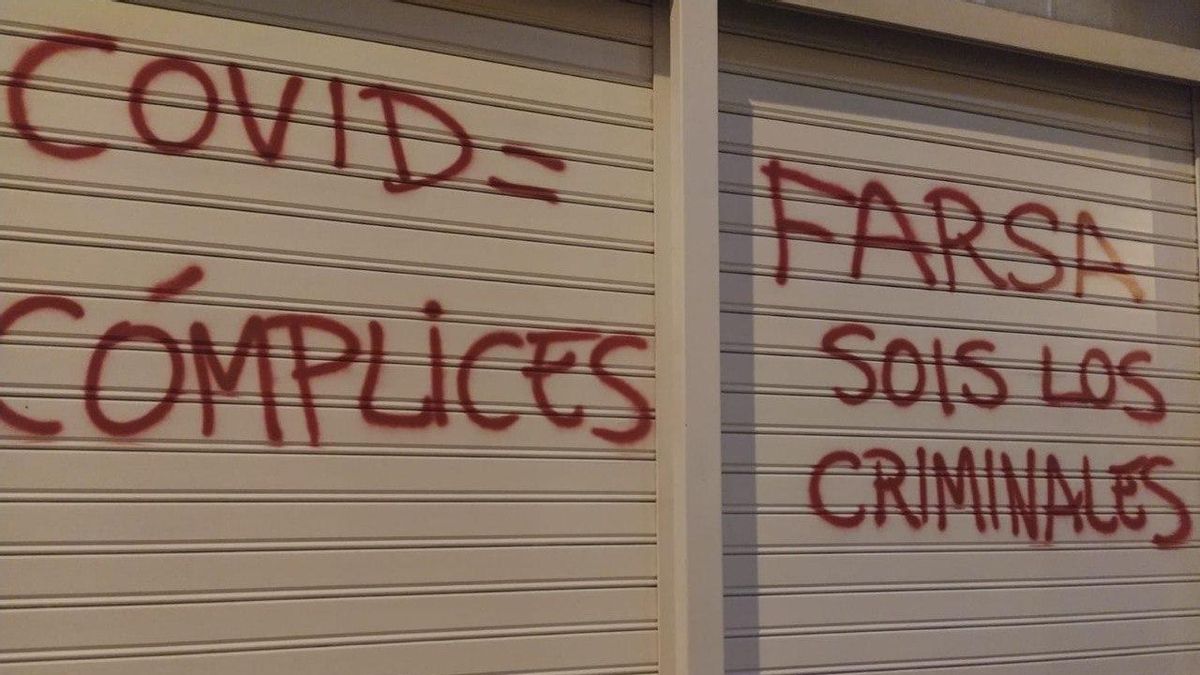 COVID=
CÓMPLICES
FARSA
SOIS LOS
CRIMINALES